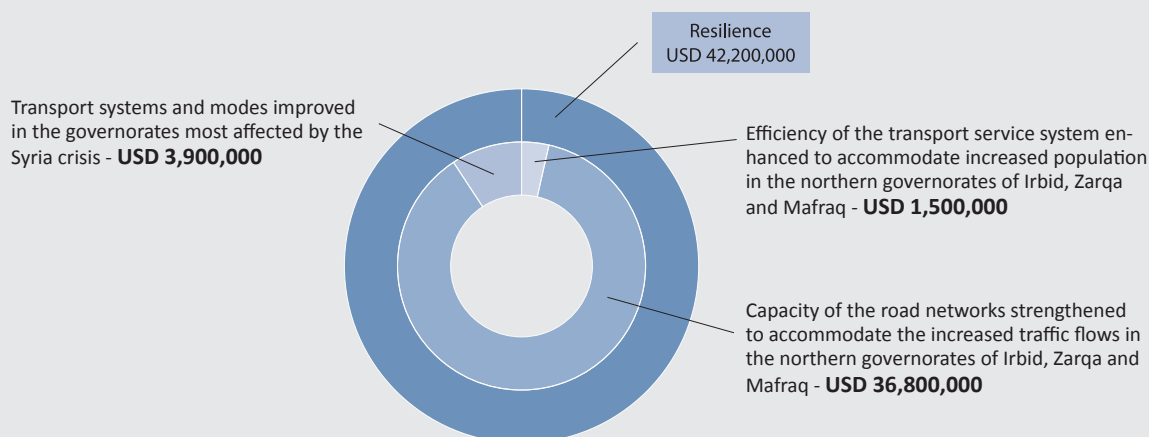 Resilience
USD 42,200,000
Transport systems and modes improved
in the governorates most affected by the
Syria crisis - USD 3,900,000
Efficiency of the transport service system en-
hanced to accommodate increased population
in the northern governorates of Irbid, Zarqa
and Mafraq - USD 1,500,000
Capacity of the road networks strengthened
to accommodate the increased traffic flows in
the northern governorates of Irbid, Zarqa and
Mafraq - USD 36,800,000